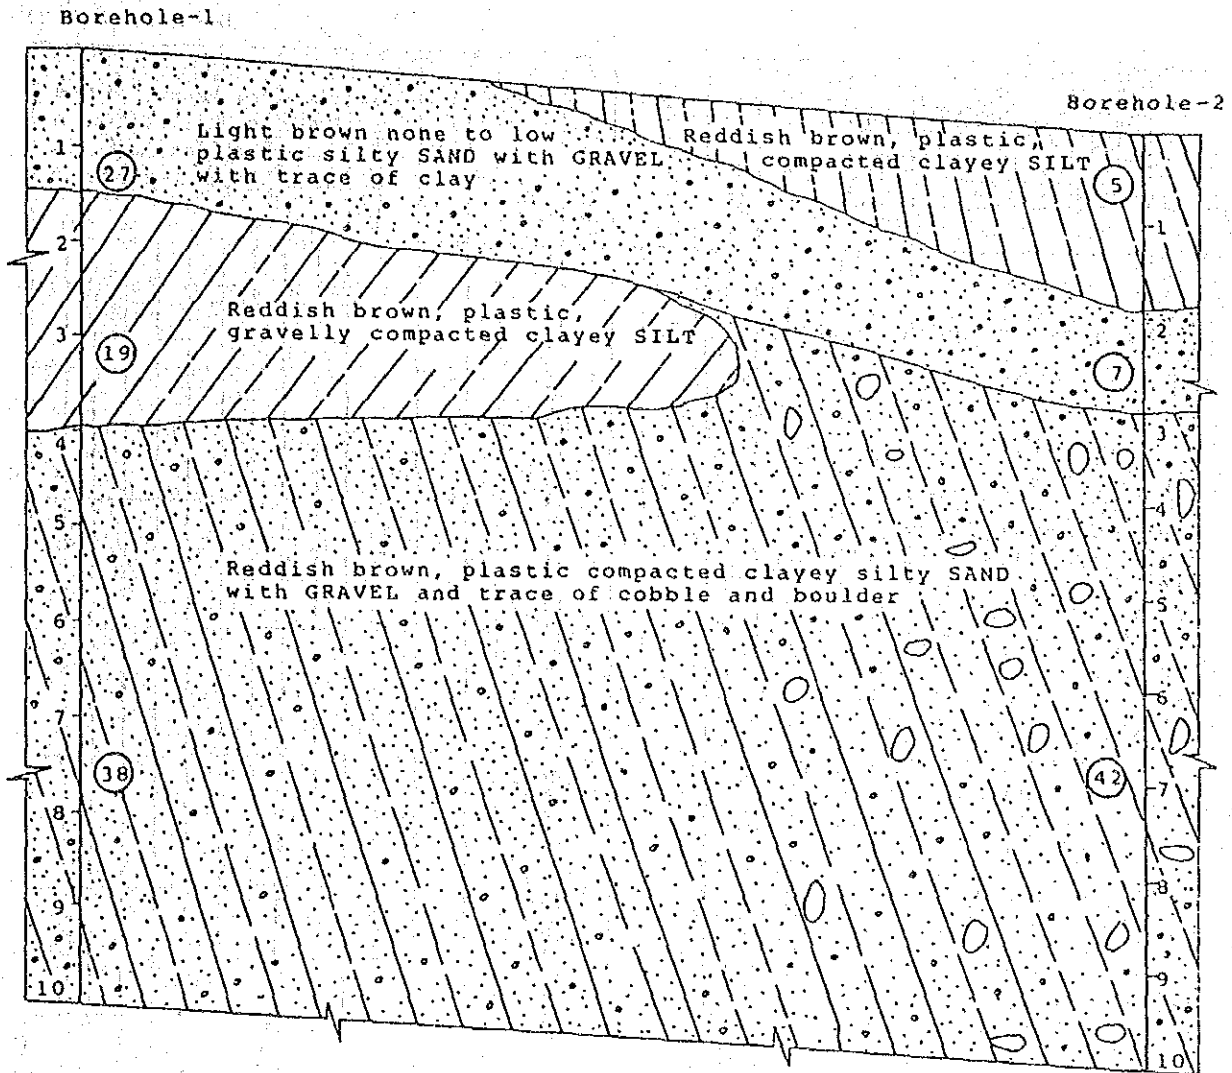 Borehole-1
Borehole-2
Light brown none to low
plastic silty SAND with GRAVEL
with trace of clay
Reddish brown, plastic,
compacted clayey SILT
Reddish brown, plastic,
gravelly compacted clayey SILT
Reddish brown, plastic compacted clayey silty SAND
with GRAVEL and trace of cobble and boulder
1
2
3
4
5
6
7
8
9
10
27
19
38
5
7
42
1
2
3
4
5
6
7
8
9
10